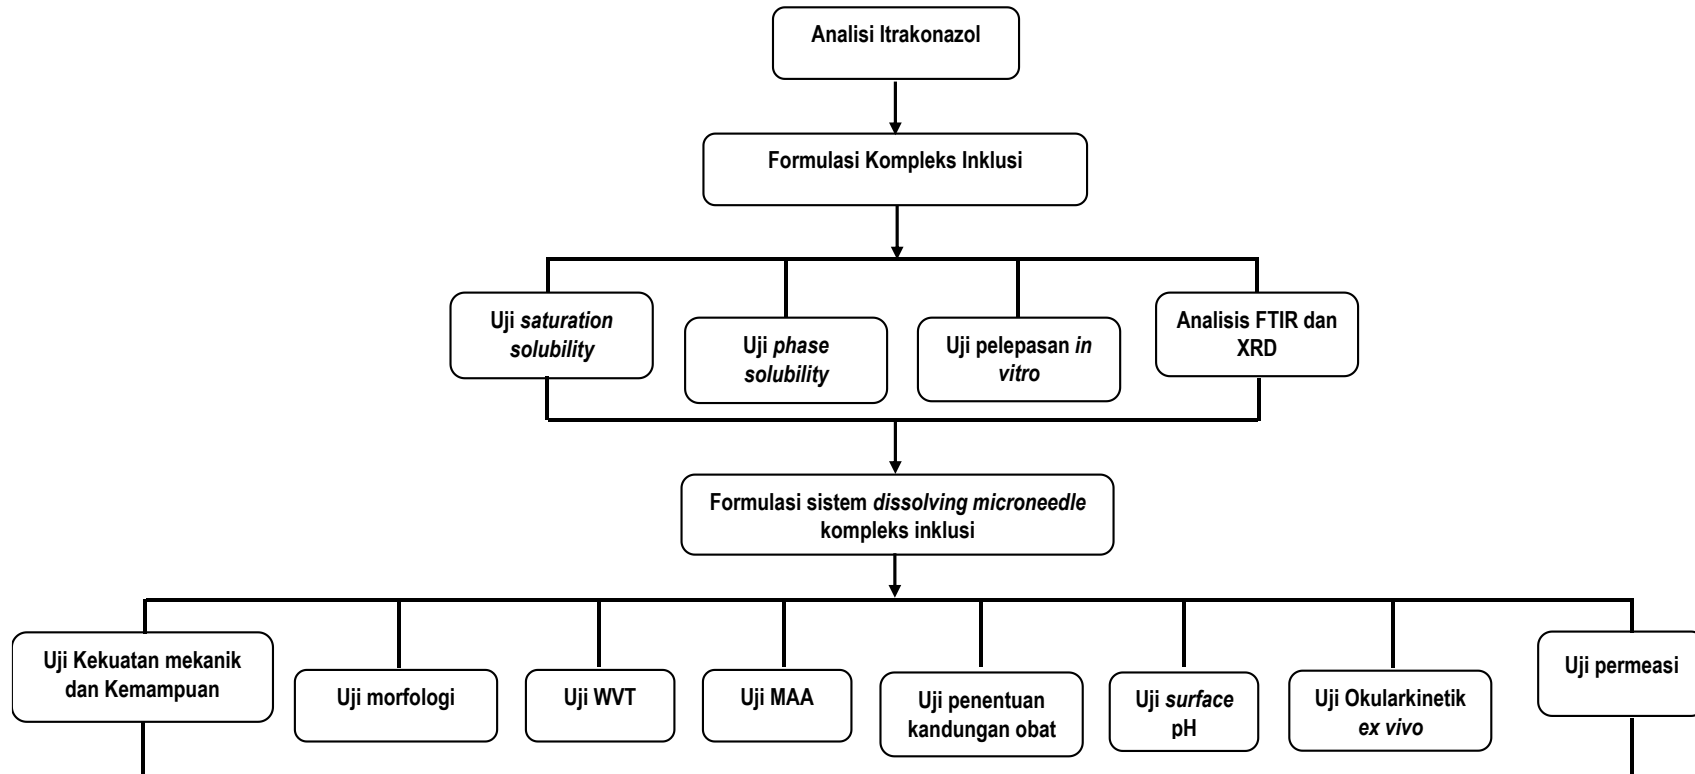 Analisi Itrakonazol
Formulasi Kompleks Inklusi
Uji saturation
solubility
Uji phase
solubility
Uji pelepasan in
vitro
Analisis FTIR dan
XRD
Formulasi sistem dissolving microneedle
kompleks inklusi
Uji Kekuatan mekanik
dan Kemampuan
Uji morfologi
Uji WVT
Uji MAA
Uji penentuan
kandungan obat
Uji surface
pH
Uji Okularkinetik
ex vivo
Uji permeasi